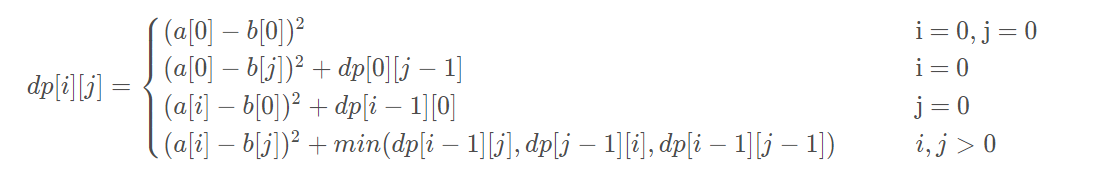 dp[i][j] = { (a[0] − b[0])² i = 0, j = 0
(a[0] − b[j])² + dp[0][j − 1] i = 0
(a[i] − b[0])² + dp[i − 1][0] j = 0
(a[i] − b[j])² + min(dp[i − 1][j], dp[j − 1][i], dp[i − 1][j − 1]) i, j > 0